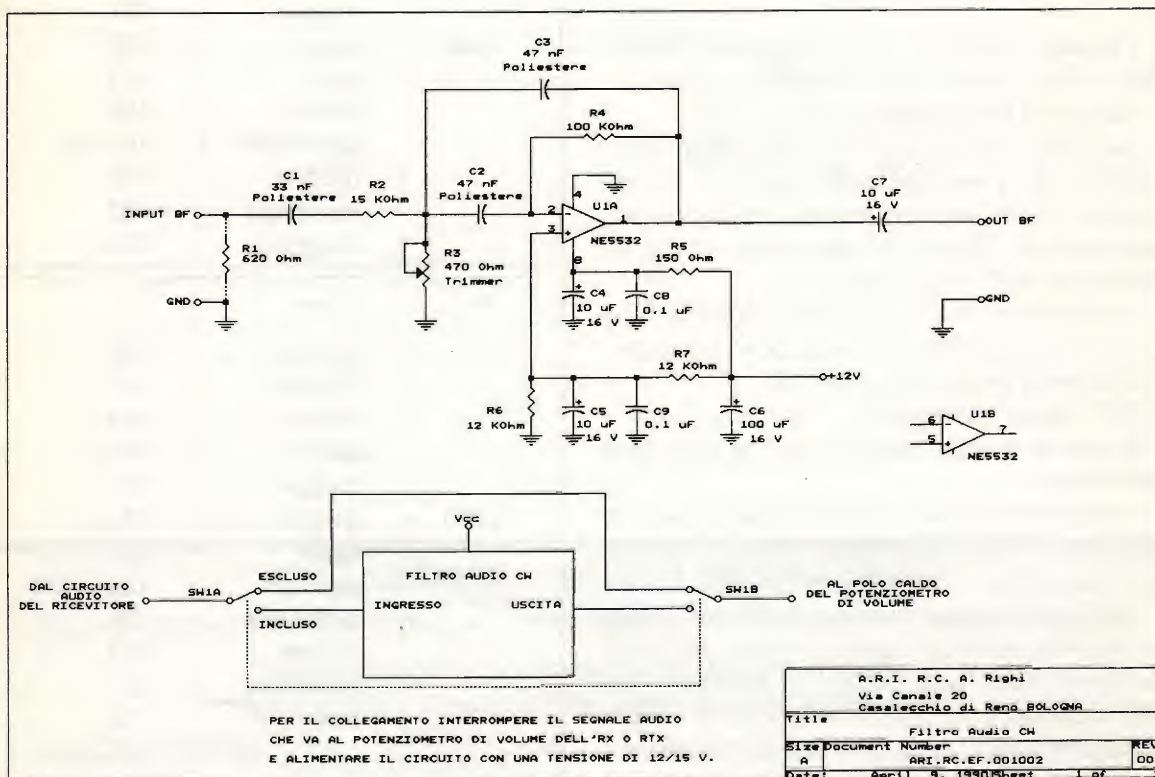 C3
47 nF
Poliestere
R4
100 KOhm
C1
33 nF
Poliestere
R2
15 KOhm
C2
47 nF
Poliestere
C7
10 uF
16 V
+
INPUT BF
4
U1A
2
-
3
+
1
8
NE5532
OUT BF
R1
620 Ohm
R3
470 Ohm
Trimmer
R5
150 Ohm
GND
+
C4
10 uF
16 V
C8
0.1 uF
GND
R7
12 KOhm
+12V
R6
12 KOhm
+
C5
10 uF
16 V
C9
0.1 uF
+
C6
100 uF
16 V
U1B
6
-
5
+
7
NE5532
Vcc
DAL CIRCUITO
AUDIO
DEL RICEVITORE
SW1A
ESCLUSO
INCLUSO
FILTRO AUDIO CW
INGRESSO
USCITA
SW1B
AL POLO CALDO
DEL POTENZIOMETRO
DI VOLUME
PER IL COLLEGAMENTO INTERROMPERE IL SEGNALE AUDIO
CHE VA AL POTENZIOMETRO DI VOLUME DELL'RX O RTX
E ALIMENTARE IL CIRCUITO CON UNA TENSIONE DI 12/15 V.
A.R.I. R.C. A. Righi
Via Canale 20
Casalecchio di Reno BOLOGNA
Title
Filtro Audio CW
Size Document Number REV
A ARI.RC.EF.001002 00
Date: April 9, 1990 Sheet 1 of